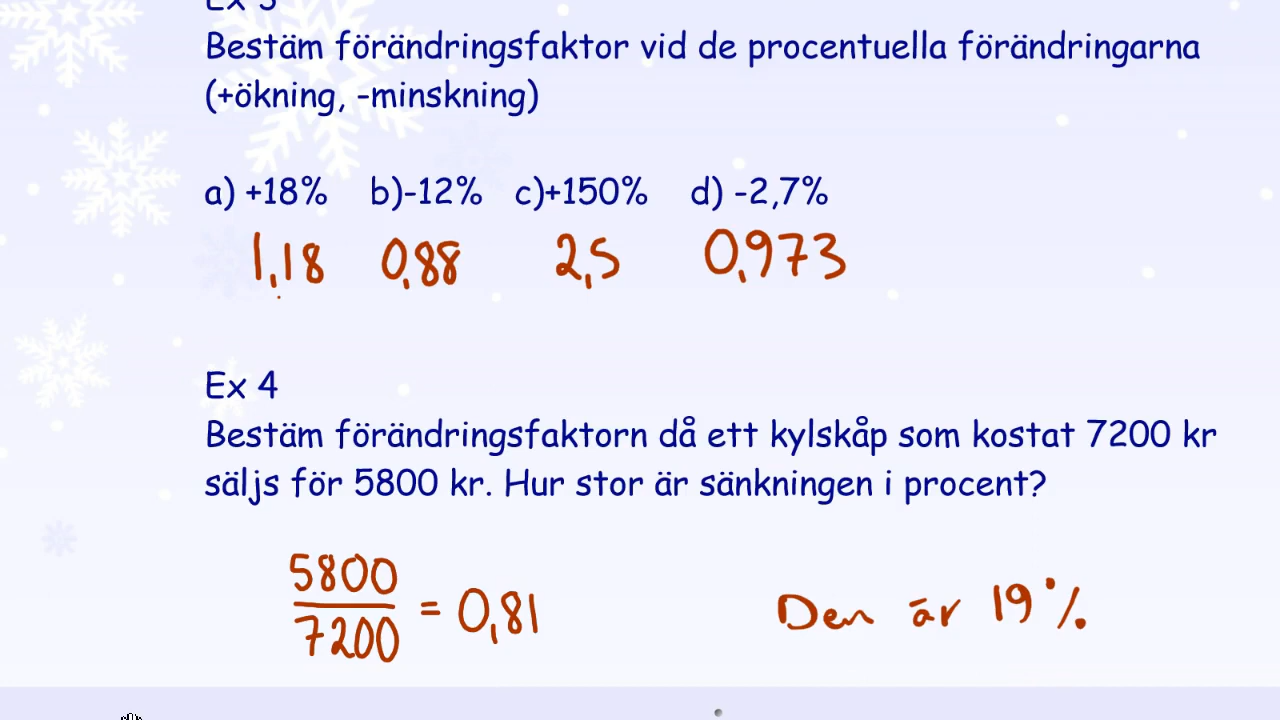 Ex 3
Bestäm förändringsfaktor vid de procentuella förändringarna
(+ökning, -minskning)
a) +18% b)-12% c)+150% d) -2,7%
1,18 0,88 2,5 0,973
Ex 4
Bestäm förändringsfaktorn då ett kylskåp som kostat 7200 kr
säljs för 5800 kr. Hur stor är sänkningen i procent?
5800
7200
= 0,81 Den är 19%